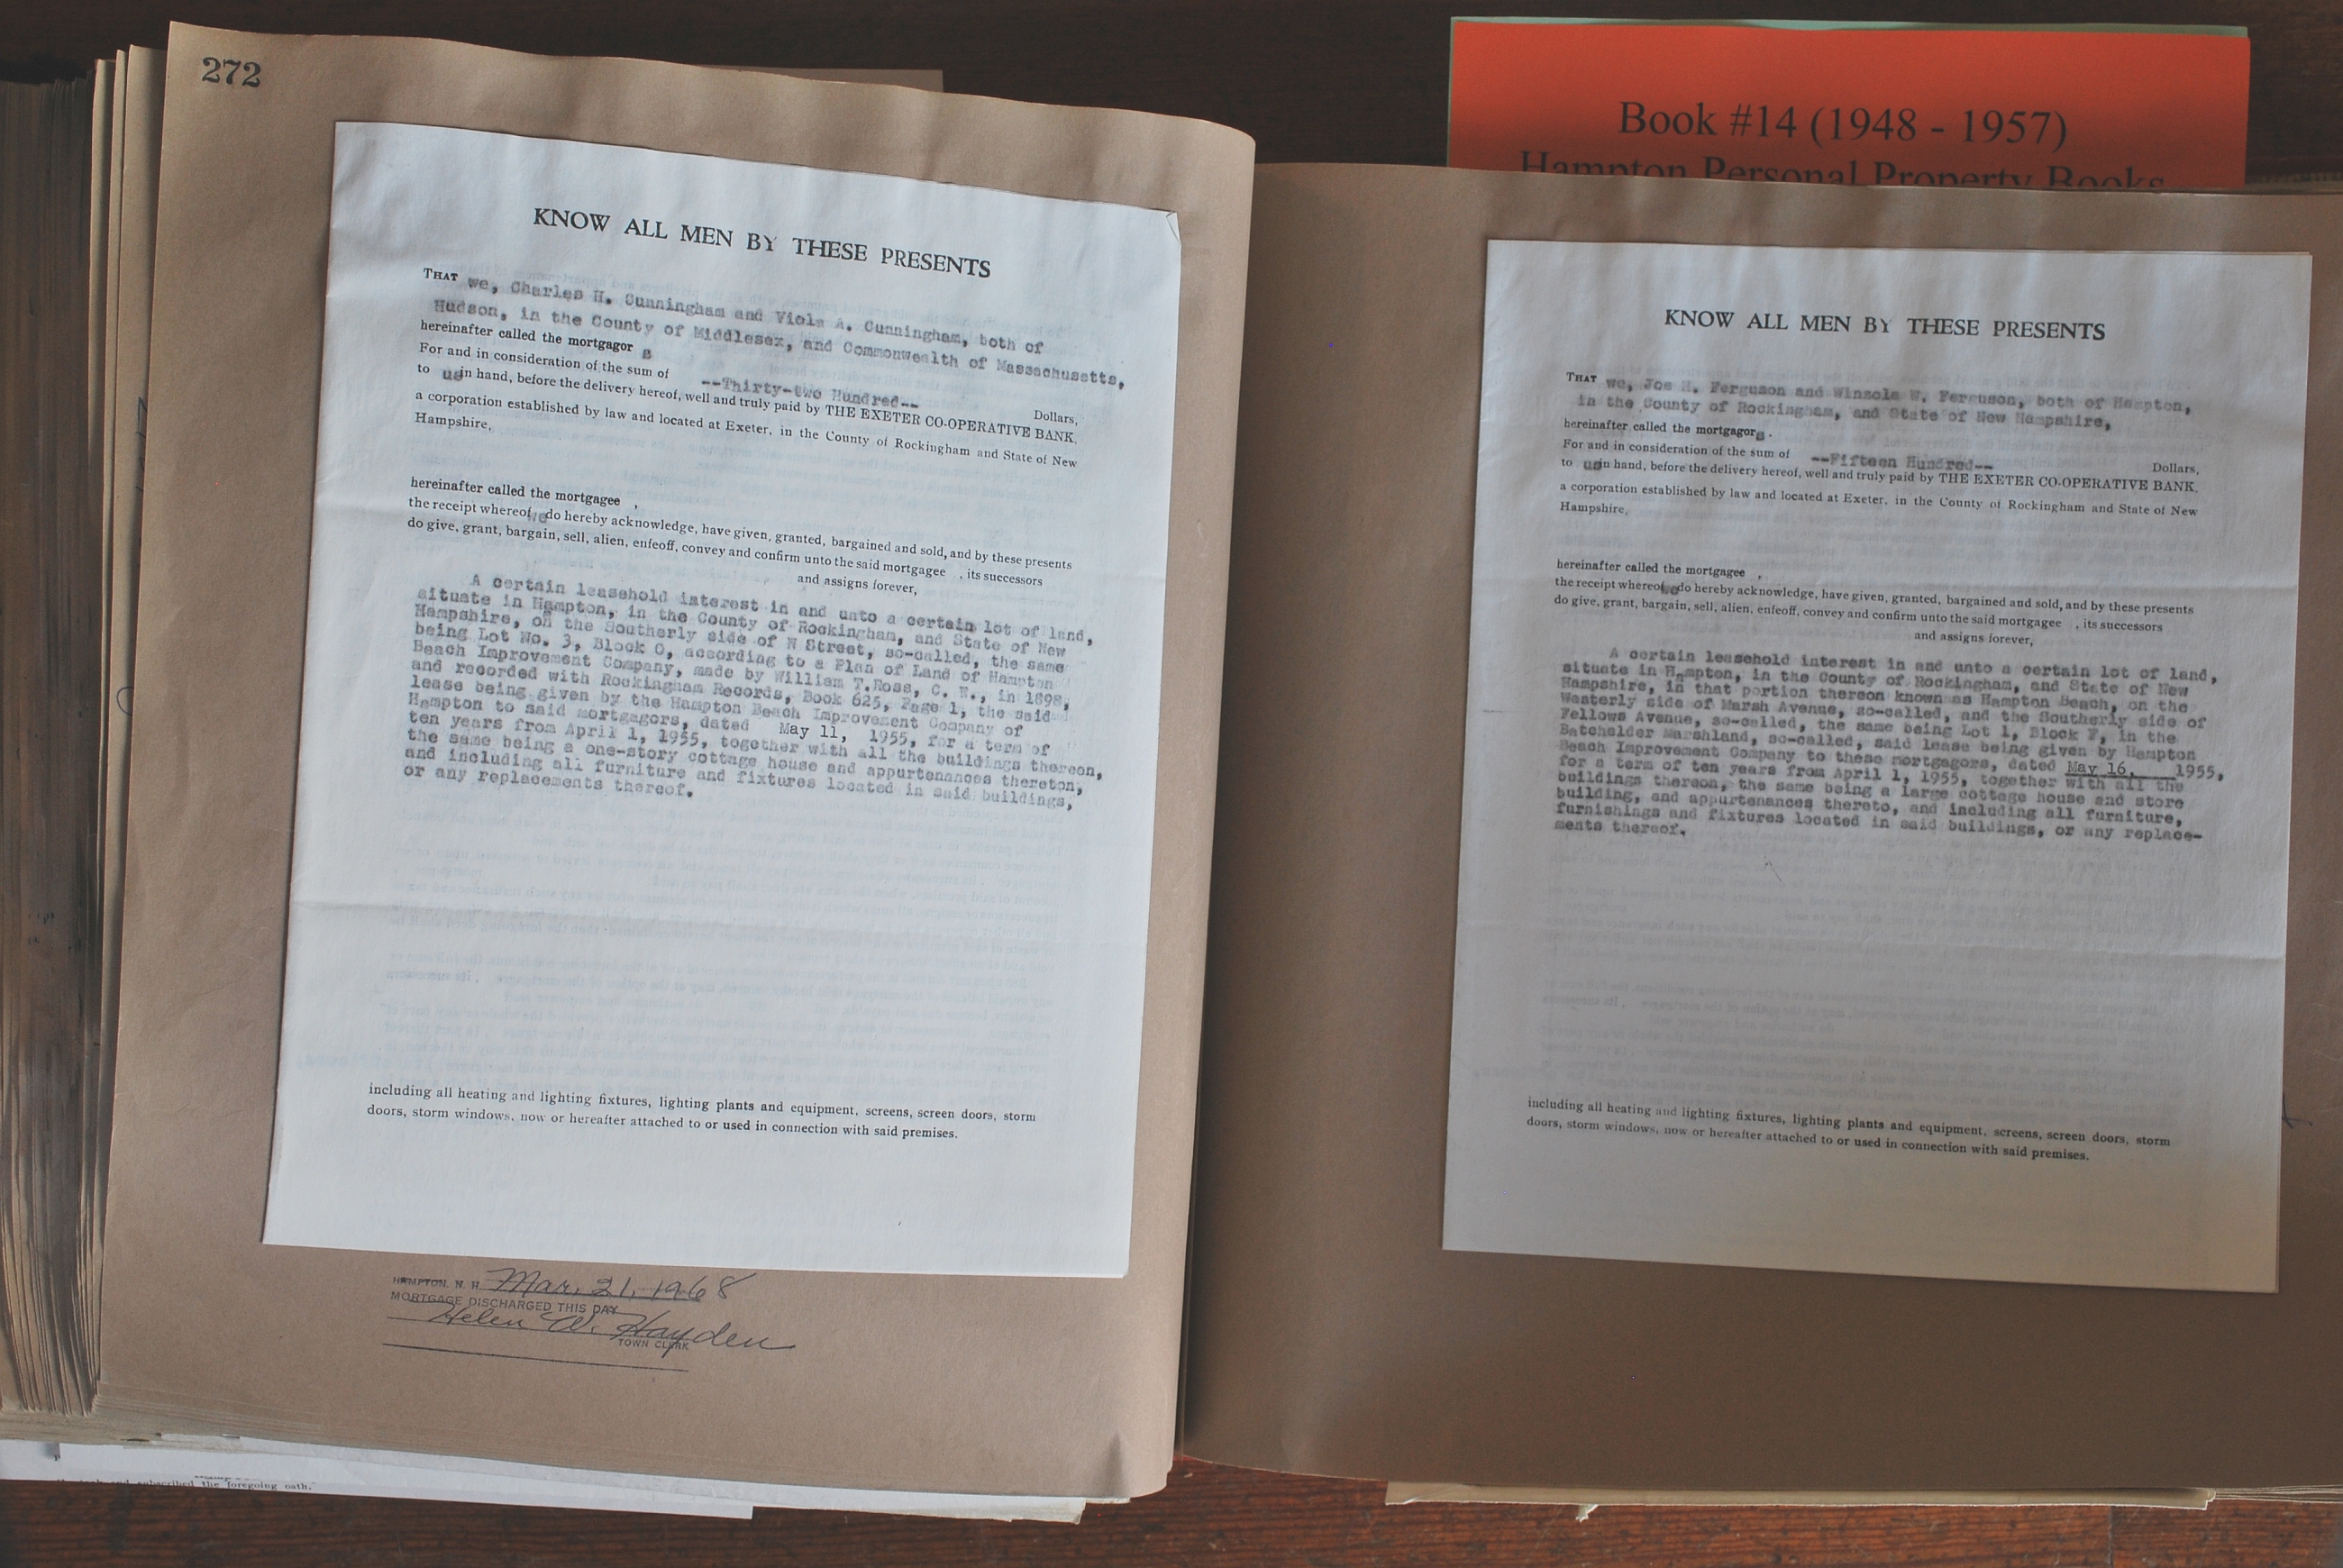 272
KNOW ALL MEN BY THESE PRESENTS
THAT we, Charles H. Cunningham and Viola A. Cunningham, both of
Hudson, in the County of Middlesex, and Commonwealth of Massachusetts,
hereinafter called the mortgagor s
For and in consideration of the sum of --Thirty-two Hundred-- Dollars,
to us in hand, before the delivery hereof, well and truly paid by THE EXETER CO-OPERATIVE BANK,
a corporation established by law and located at Exeter, in the County of Rockingham and State of New
Hampshire,
hereinafter called the mortgagee ,
the receipt whereof we do hereby acknowledge, have given, granted, bargained and sold, and by these presents
do give, grant, bargain, sell, alien, enfeoff, convey and confirm unto the said mortgagee , its successors
and assigns forever,
A certain leasehold interest in and unto a certain lot of land,
situate in Hampton, in the County of Rockingham, and State of New
Hampshire, on the Southerly side of N Street, so-called, the same
being Lot No. 3, Block O, according to a Plan of Land of Hampton
Beach Improvement Company, made by William T. Ross, C. E., in 1898,
and recorded with Rockingham Records, Book 625, Page 1, the said
lease being given by the Hampton Beach Improvement Company of
Hampton to said mortgagors, dated May 11, 1955, for a term of
ten years from April 1, 1955, together with all the buildings thereon,
the same being a one-story cottage house and appurtenances thereton,
and including all furniture and fixtures located in said buildings,
or any replacements thereof.
including all heating and lighting fixtures, lighting plants and equipment, screens, screen doors, storm
doors, storm windows, now or hereafter attached to or used in connection with said premises.
HAMPTON, N. H. Mar. 21, 1968
MORTGAGE DISCHARGED THIS DAY
Helen W. Hayden
TOWN CLERK
and subscribed the foregoing oath.
Book #14 (1948 - 1957)
Hampton Personal Property Books
KNOW ALL MEN BY THESE PRESENTS
THAT we, Joe H. Ferguson and Winzola W. Ferguson, both of Hampton,
in the County of Rockingham, and State of New Hampshire,
hereinafter called the mortgagors .
For and in consideration of the sum of --Fifteen Hundred-- Dollars,
to us in hand, before the delivery hereof, well and truly paid by THE EXETER CO-OPERATIVE BANK,
a corporation established by law and located at Exeter, in the County of Rockingham and State of New
Hampshire,
hereinafter called the mortgagee ,
the receipt whereof we do hereby acknowledge, have given, granted, bargained and sold, and by these presents
do give, grant, bargain, sell, alien, enfeoff, convey and confirm unto the said mortgagee , its successors
and assigns forever,
A certain leasehold interest in and unto a certain lot of land,
situate in Hampton, in the County of Rockingham, and State of New
Hampshire, in that portion thereon known as Hampton Beach, on the
Westerly side of Marsh Avenue, so-called, and the Southerly side of
Fellows Avenue, so-called, the same being Lot 1, Block F, in the
Batchelder Marshland, so-called, said lease being given by Hampton
Beach Improvement Company to these mortgagors, dated May 16, 1955,
for a term of ten years from April 1, 1955, together with all the
buildings thereon, the same being a large cottage house and store
building, and appurtenances thereto, and including all furniture,
furnishings and fixtures located in said buildings, or any replace-
ments thereof.
including all heating and lighting fixtures, lighting plants and equipment, screens, screen doors, storm
doors, storm windows, now or hereafter attached to or used in connection with said premises.